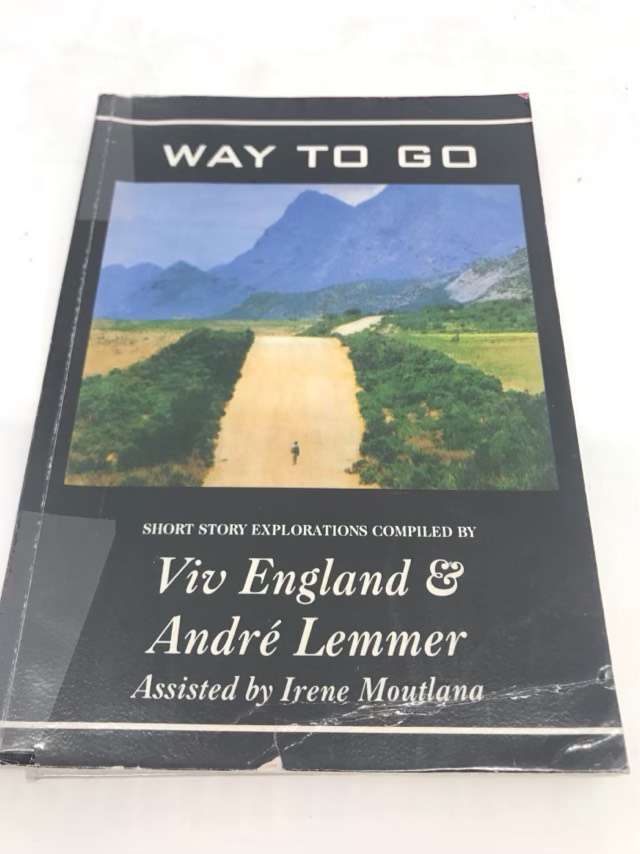 WAY TO GO
SHORT STORY EXPLORATIONS COMPILED BY
Viv England &
André Lemmer
Assisted by Irene Moutlana